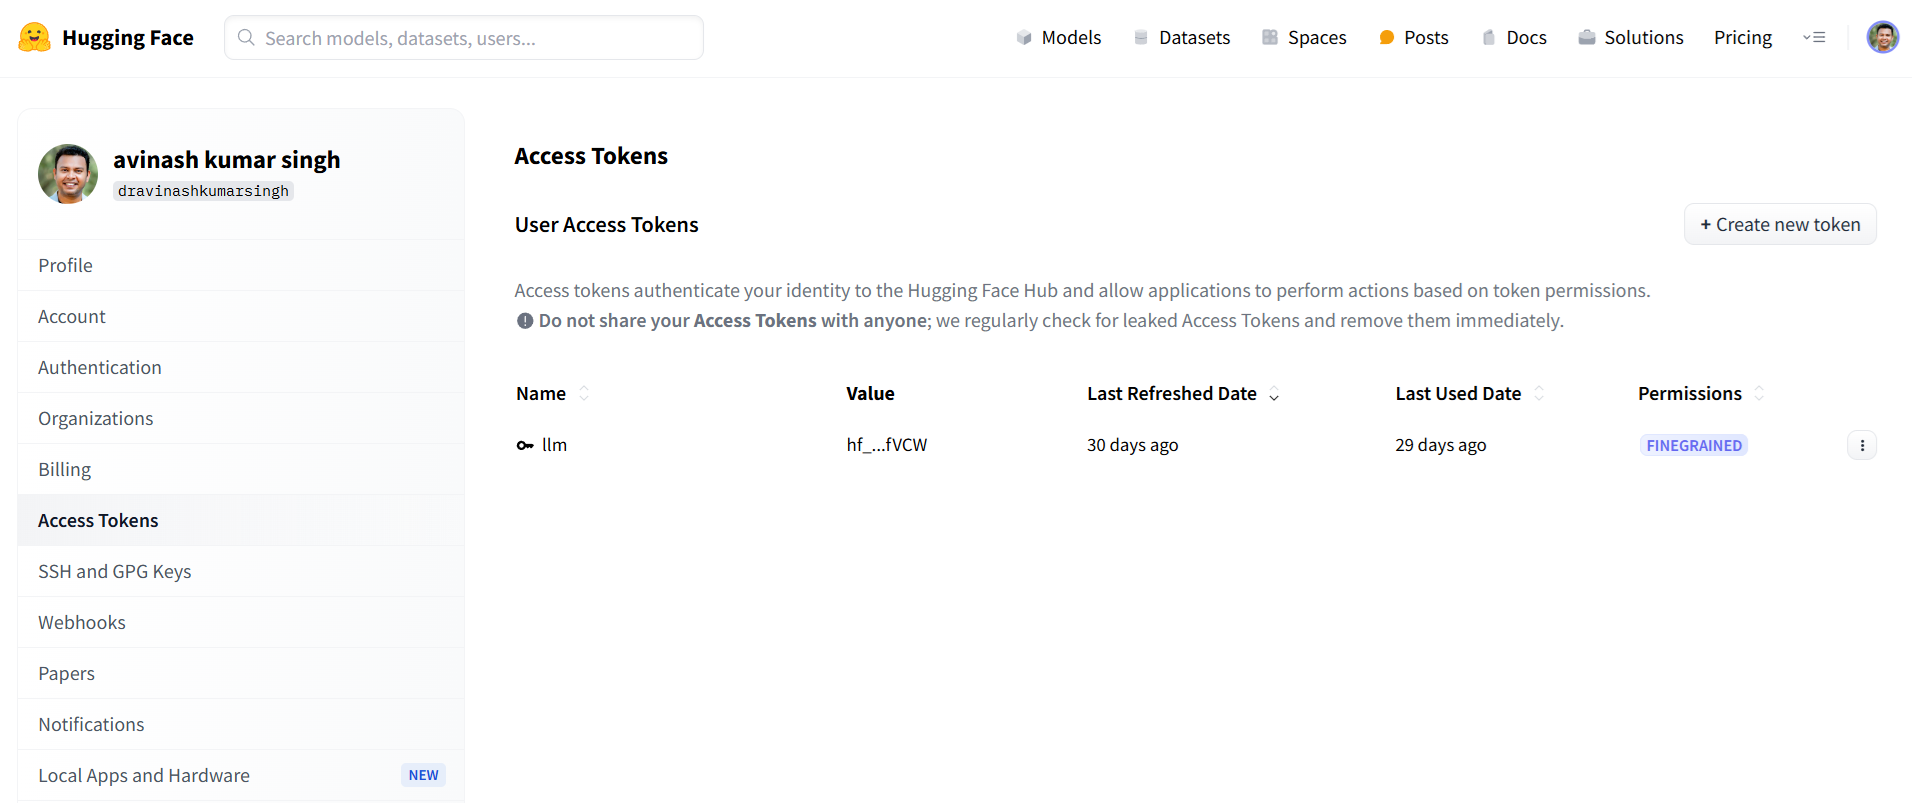 Hugging Face
Search models, datasets, users...
Models
Datasets
Spaces
Posts
Docs
Solutions
Pricing
avinash kumar singh
dravinashkumarsingh
Profile
Account
Authentication
Organizations
Billing
Access Tokens
SSH and GPG Keys
Webhooks
Papers
Notifications
Local Apps and Hardware NEW
Access Tokens
User Access Tokens
+ Create new token
Access tokens authenticate your identity to the Hugging Face Hub and allow applications to perform actions based on token permissions.
Do not share your Access Tokens with anyone; we regularly check for leaked Access Tokens and remove them immediately.
Name Value Last Refreshed Date Last Used Date Permissions
llm hf_...fVCW 30 days ago 29 days ago FINEGRAINED